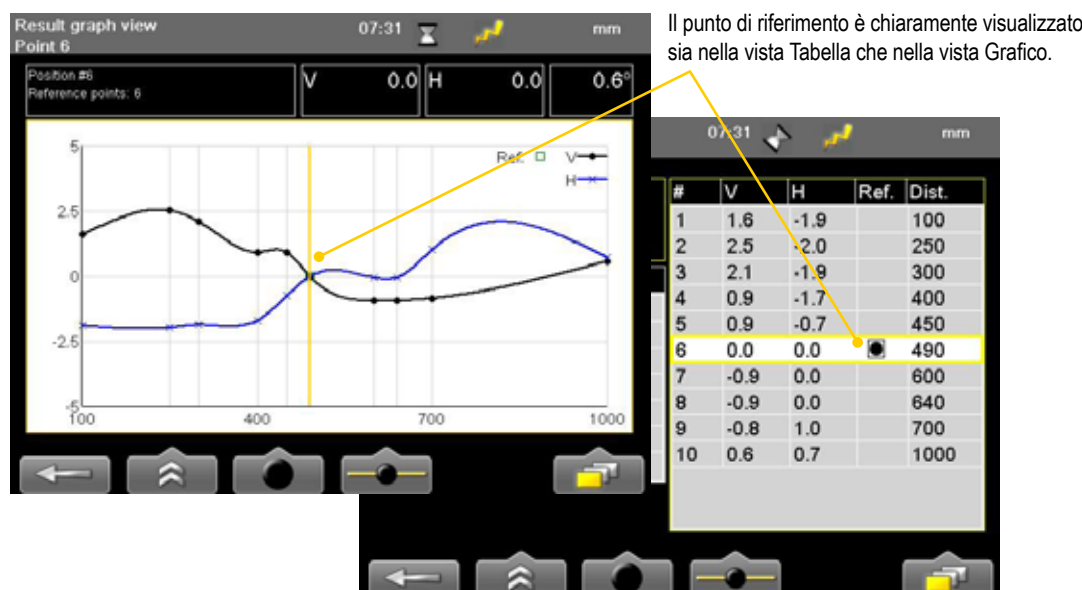 Result graph view
Point 6
07:31
mm
Il punto di riferimento è chiaramente visualizzato
sia nella vista Tabella che nella vista Grafico.
Position #6
Reference points: 6
V 0.0
H 0.0
0.6°
5
2.5
0
-2.5
-5
100 400 700 1000
Ref. V
H
07:31
mm
# V H Ref. Dist.
1 1.6 -1.9 100
2 2.5 -2.0 250
3 2.1 -1.9 300
4 0.9 -1.7 400
5 0.9 -0.7 450
6 0.0 0.0 490
7 -0.9 0.0 600
8 -0.9 0.0 640
9 -0.8 1.0 700
10 0.6 0.7 1000